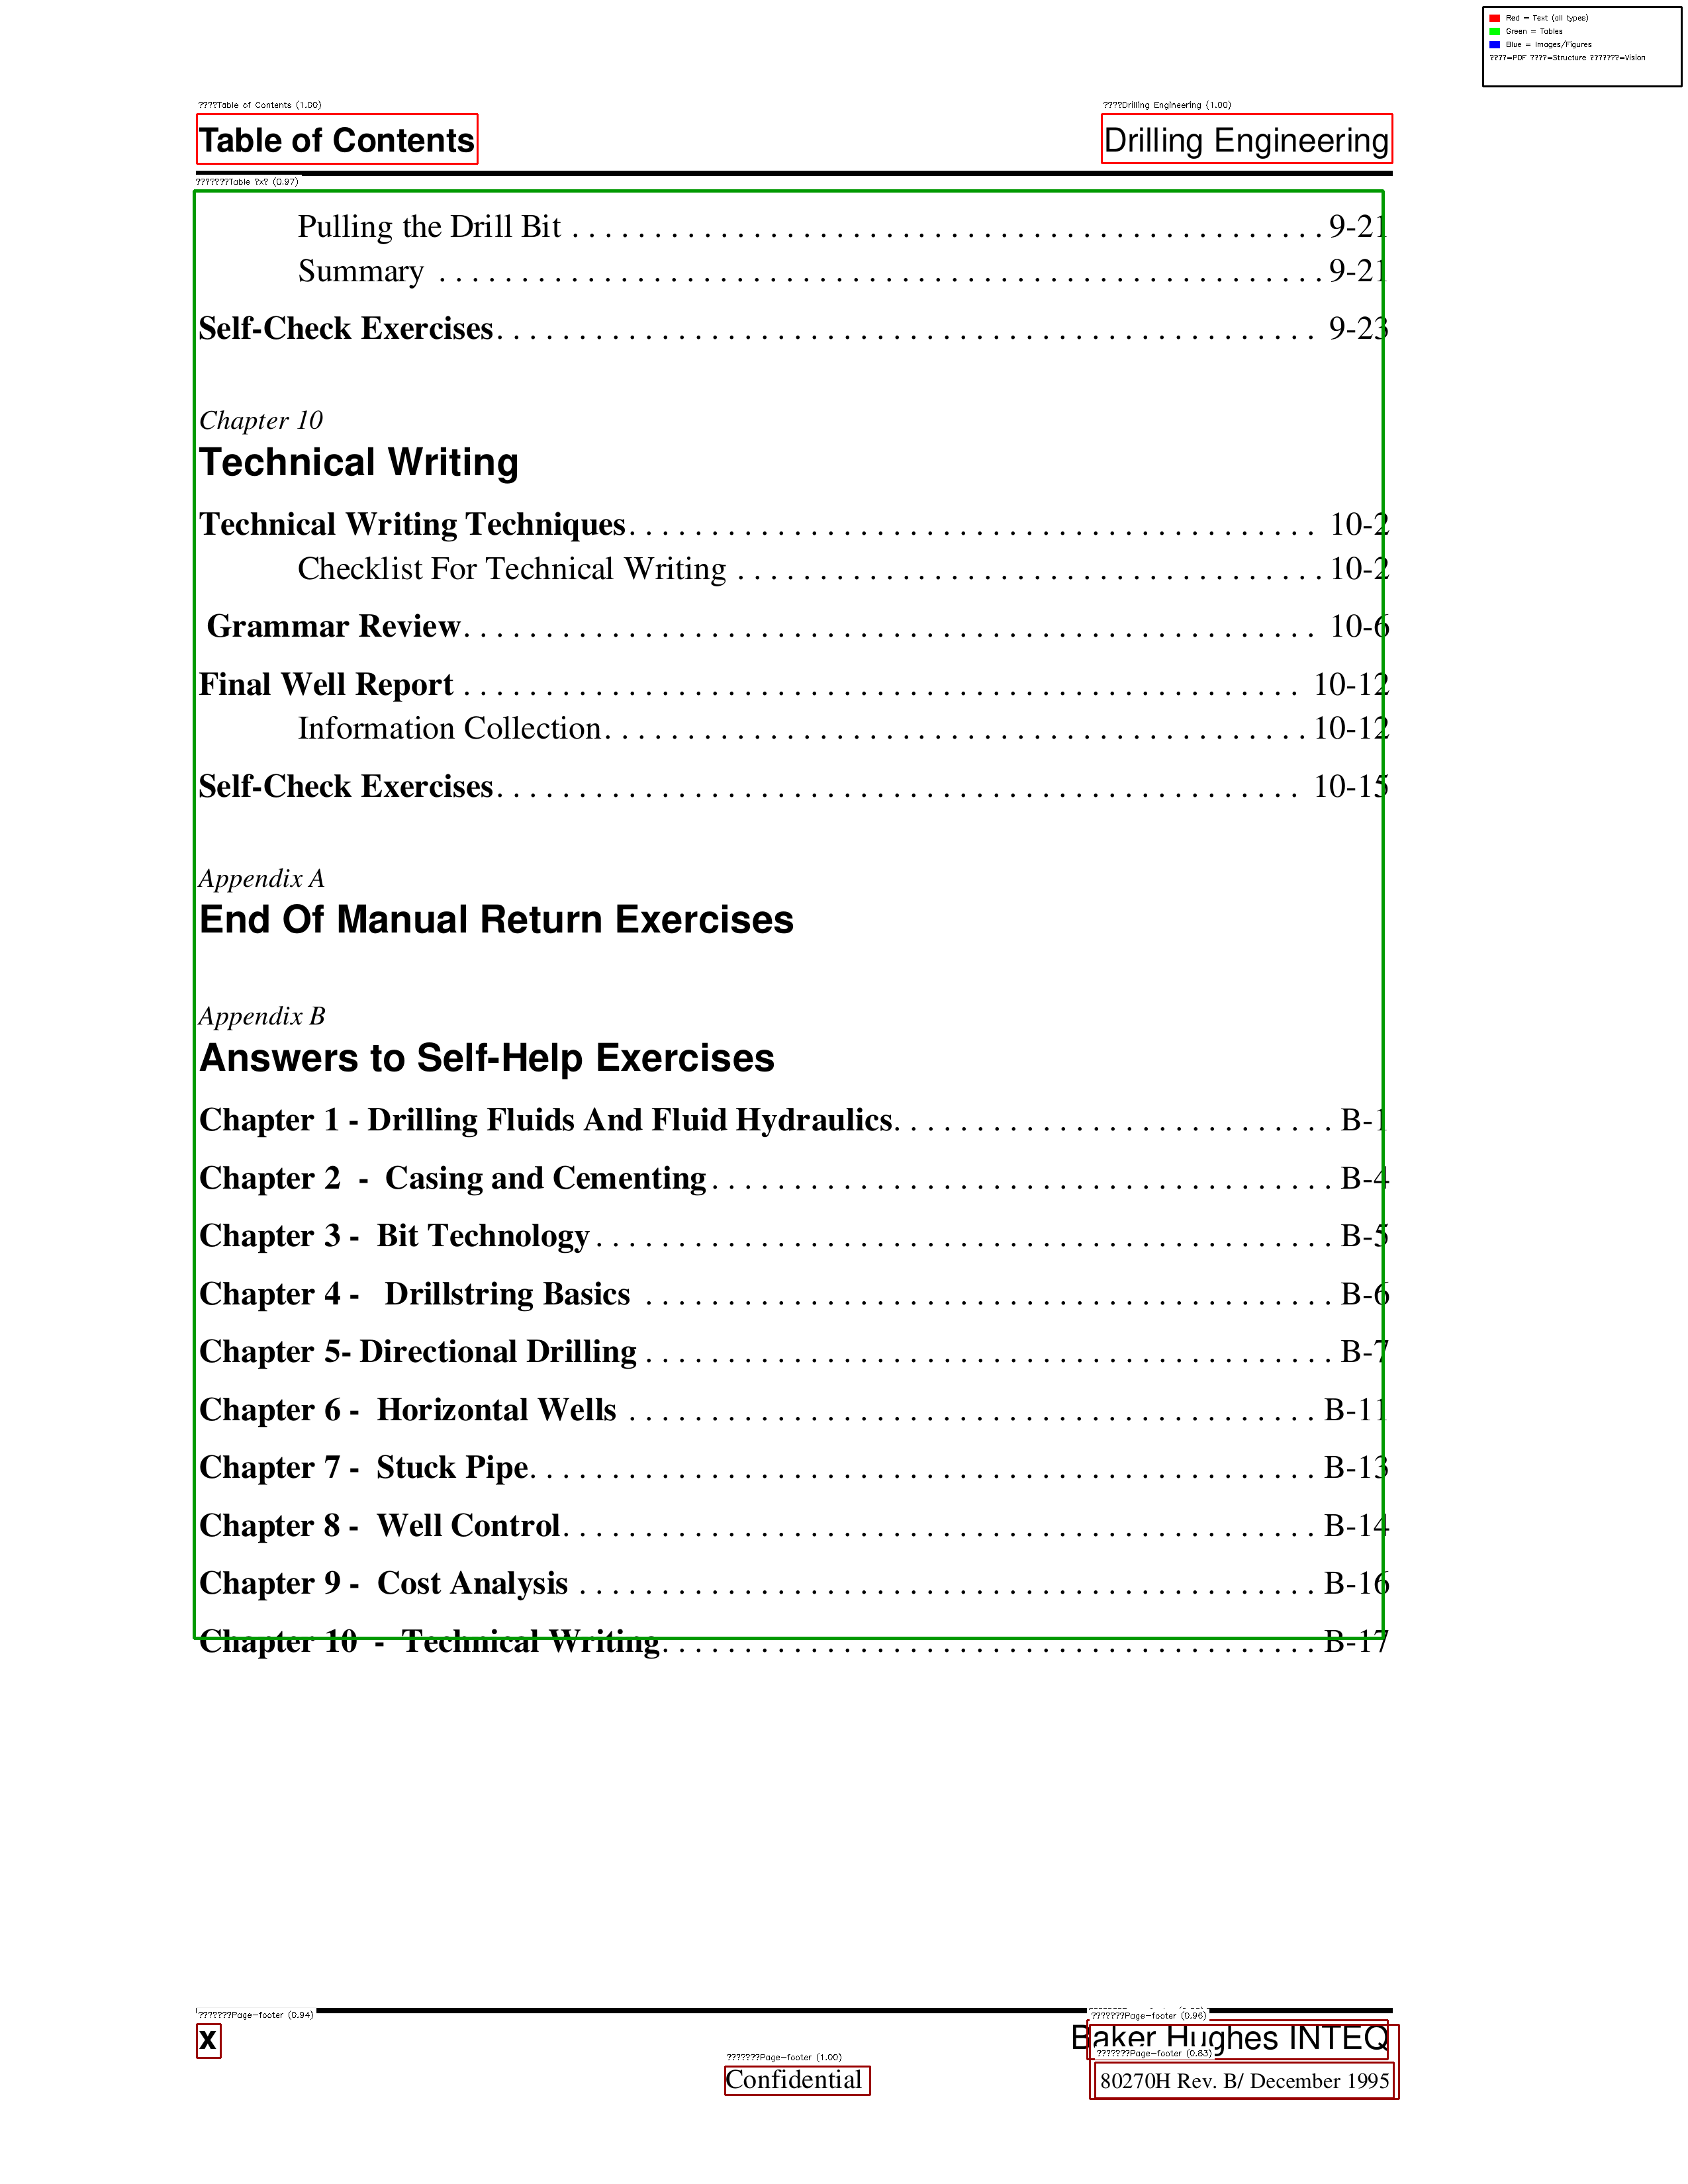 Red = Text (all types)
Green = Tables
Blue = Images/Figures
????=PDF ????=Structure ???????=Vision
????Table of Contents (1.00)
????Drilling Engineering (1.00)
Table of Contents
Drilling Engineering
???????Table ?x? (0.97)
Pulling the Drill Bit . . . . . . . . . . . . . . . . . . . . . . . . . . . . . . . . . . . . . . . . . . . . . . 9-21
Summary . . . . . . . . . . . . . . . . . . . . . . . . . . . . . . . . . . . . . . . . . . . . . . . . . . . . . . 9-21
Self-Check Exercises. . . . . . . . . . . . . . . . . . . . . . . . . . . . . . . . . . . . . . . . . . . . . . . . . . 9-23
Chapter 10
Technical Writing
Technical Writing Techniques. . . . . . . . . . . . . . . . . . . . . . . . . . . . . . . . . . . . . . . . . . 10-2
Checklist For Technical Writing . . . . . . . . . . . . . . . . . . . . . . . . . . . . . . . . . . . . 10-2
Grammar Review. . . . . . . . . . . . . . . . . . . . . . . . . . . . . . . . . . . . . . . . . . . . . . . . . . . . 10-6
Final Well Report . . . . . . . . . . . . . . . . . . . . . . . . . . . . . . . . . . . . . . . . . . . . . . . . . . . 10-12
Information Collection. . . . . . . . . . . . . . . . . . . . . . . . . . . . . . . . . . . . . . . . . . . 10-12
Self-Check Exercises. . . . . . . . . . . . . . . . . . . . . . . . . . . . . . . . . . . . . . . . . . . . . . . . . 10-15
Appendix A
End Of Manual Return Exercises
Appendix B
Answers to Self-Help Exercises
Chapter 1 - Drilling Fluids And Fluid Hydraulics. . . . . . . . . . . . . . . . . . . . . . . . . . . B-1
Chapter 2 - Casing and Cementing . . . . . . . . . . . . . . . . . . . . . . . . . . . . . . . . . . . . . . B-4
Chapter 3 - Bit Technology . . . . . . . . . . . . . . . . . . . . . . . . . . . . . . . . . . . . . . . . . . . . . B-5
Chapter 4 - Drillstring Basics . . . . . . . . . . . . . . . . . . . . . . . . . . . . . . . . . . . . . . . . . . B-6
Chapter 5- Directional Drilling . . . . . . . . . . . . . . . . . . . . . . . . . . . . . . . . . . . . . . . . . . B-7
Chapter 6 - Horizontal Wells . . . . . . . . . . . . . . . . . . . . . . . . . . . . . . . . . . . . . . . . . . B-11
Chapter 7 - Stuck Pipe. . . . . . . . . . . . . . . . . . . . . . . . . . . . . . . . . . . . . . . . . . . . . . . . B-13
Chapter 8 - Well Control. . . . . . . . . . . . . . . . . . . . . . . . . . . . . . . . . . . . . . . . . . . . . . B-14
Chapter 9 - Cost Analysis . . . . . . . . . . . . . . . . . . . . . . . . . . . . . . . . . . . . . . . . . . . . . B-16
Chapter 10 - Technical Writing. . . . . . . . . . . . . . . . . . . . . . . . . . . . . . . . . . . . . . . . B-17
???????Page-footer (0.94)
???????Page-footer (0.96)
x
Baker Hughes INTEQ
???????Page-footer (1.00)
???????Page-footer (0.83)
Confidential
80270H Rev. B/ December 1995